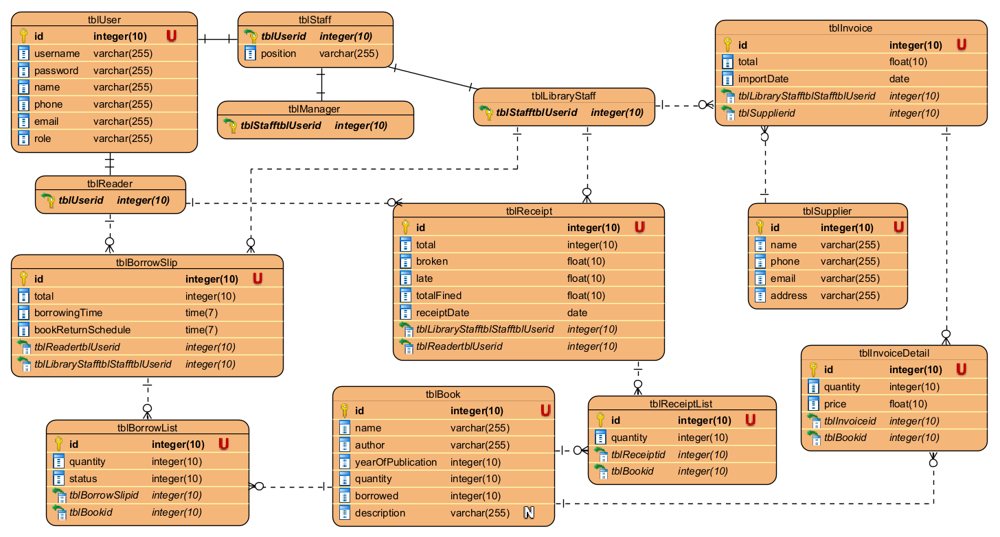 tblUser
id integer(10) U
username varchar(255)
password varchar(255)
name varchar(255)
phone varchar(255)
email varchar(255)
role varchar(255)
tblStaff
tblUserid integer(10)
position varchar(255)
tblManager
tblStafftblUserid integer(10)
tblLibraryStaff
tblStafftblUserid integer(10)
tblInvoice
id integer(10) U
total float(10)
importDate date
tblLibraryStafftblStafftblUserid integer(10)
tblSupplierid integer(10)
tblReader
tblUserid integer(10)
tblReceipt
id integer(10) U
total integer(10)
broken float(10)
late float(10)
totalFined float(10)
receiptDate date
tblLibraryStafftblStafftblUserid integer(10)
tblReadertblUserid integer(10)
tblSupplier
id integer(10) U
name varchar(255)
phone varchar(255)
email varchar(255)
address varchar(255)
tblBorrowSlip
id integer(10) U
total integer(10)
borrowingTime time(7)
bookReturnSchedule time(7)
tblReadertblUserid integer(10)
tblLibraryStafftblStafftblUserid integer(10)
tblInvoiceDetail
id integer(10) U
quantity integer(10)
price float(10)
tblInvoiceid integer(10)
tblBookid integer(10)
tblBorrowList
id integer(10) U
quantity integer(10)
status integer(10)
tblBorrowSlipid integer(10)
tblBookid integer(10)
tblBook
id integer(10) U
name varchar(255)
author varchar(255)
yearOfPublication integer(10)
quantity integer(10)
borrowed integer(10)
description varchar(255) N
tblReceiptList
id integer(10) U
quantity integer(10)
tblReceiptid integer(10)
tblBookid integer(10)